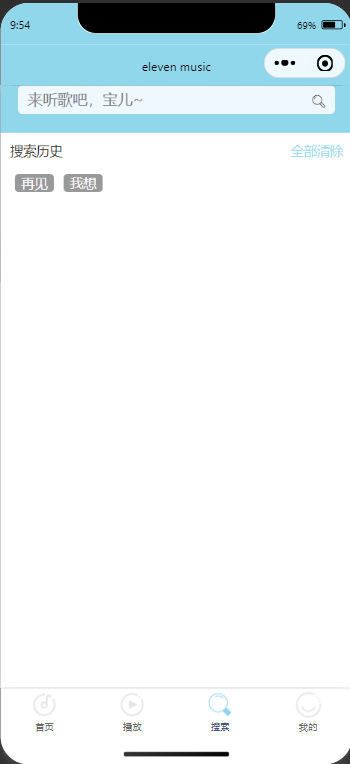 9:54 69%
eleven music
来听歌吧，宝儿~
搜索历史 全部清除
再见 我想
首页 播放 搜索 我的